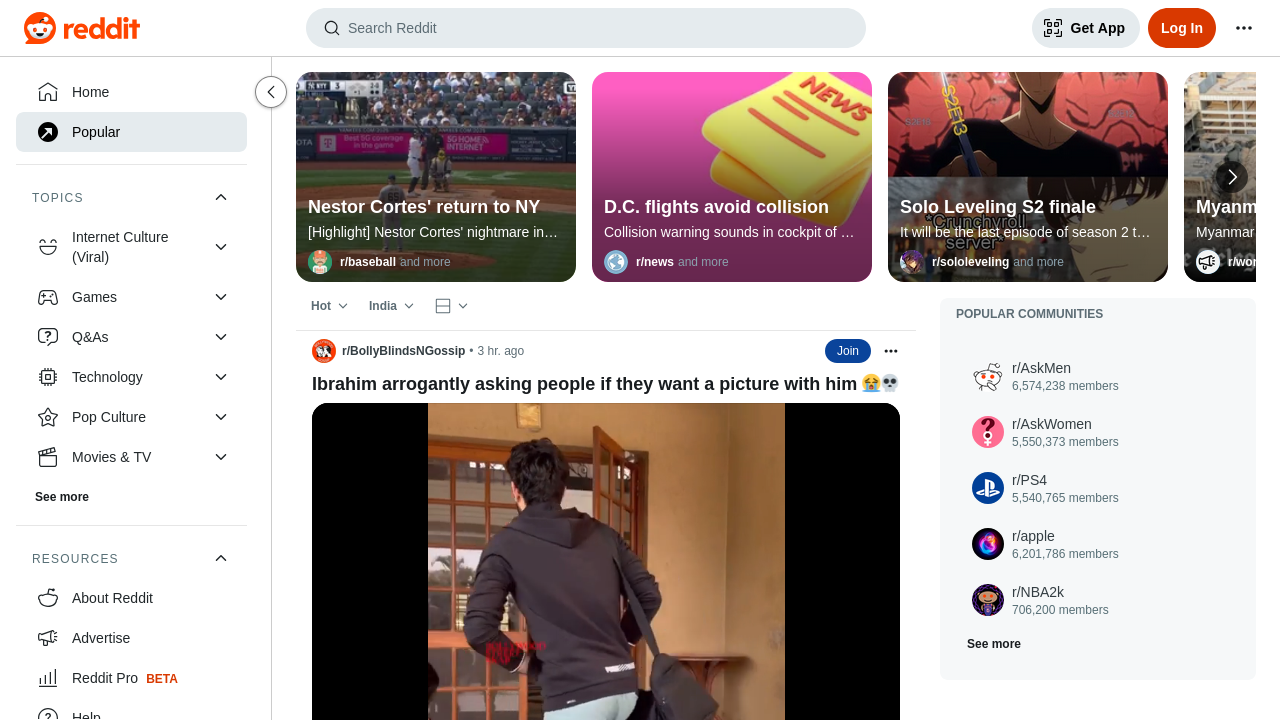 reddit
Search Reddit
Get App
Log In
Home
Popular
TOPICS
Internet Culture
(Viral)
Games
Q&As
Technology
Pop Culture
Movies & TV
See more
RESOURCES
About Reddit
Advertise
Reddit Pro BETA
Help
Nestor Cortes' return to NY
[Highlight] Nestor Cortes' nightmare in…
r/baseball and more
NEWS
D.C. flights avoid collision
Collision warning sounds in cockpit of …
r/news and more
S2E13
Solo Leveling S2 finale
*Crunchyroll
server*
It will be the last episode of season 2 t…
r/sololeveling and more
Myanm
Myanmar
r/wor
Hot
India
r/BollyBlindsNGossip • 3 hr. ago
Join
Ibrahim arrogantly asking people if they want a picture with him 😭💀
POPULAR COMMUNITIES
r/AskMen
6,574,238 members
r/AskWomen
5,550,373 members
r/PS4
5,540,765 members
r/apple
6,201,786 members
r/NBA2k
706,200 members
See more